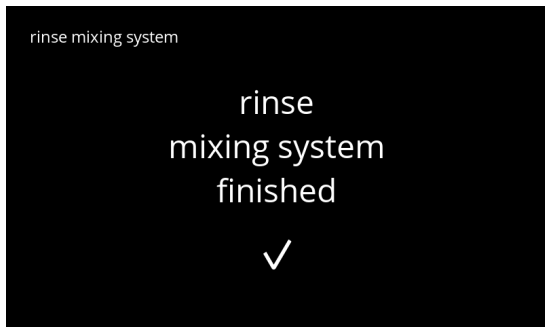 rinse mixing system
rinse
mixing system
finished